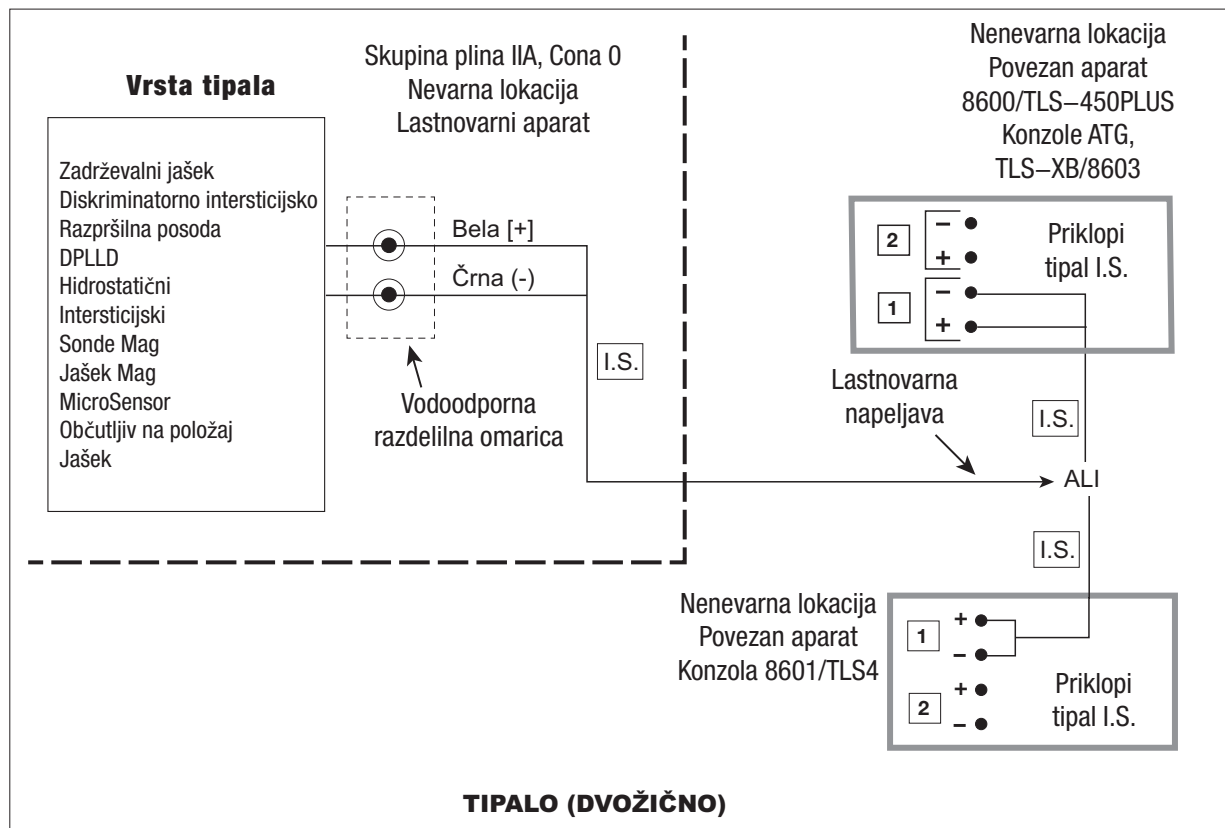 Vrsta tipala
Zadrževalni jašek
Diskriminatorno intersticijsko
Razpršilna posoda
DPLLD
Hidrostatični
Intersticijski
Sonde Mag
Jašek Mag
MicroSensor
Občutljiv na položaj
Jašek
Skupina plina IIA, Cona 0
Nevarna lokacija
Lastnovarni aparat
Bela [+]
Črna (-)
I.S.
Vodoodporna
razdelilna omarica
Nenevarna lokacija
Povezan aparat
8600/TLS–450PLUS
Konzole ATG,
TLS–XB/8603
2
–
+
1
–
+
Priklopi
tipal I.S.
Lastnovarna
napeljava
I.S.
ALI
I.S.
Nenevarna lokacija
Povezan aparat
Konzola 8601/TLS4
1
+
–
2
+
–
Priklopi
tipal I.S.
TIPALO (DVOŽIČNO)